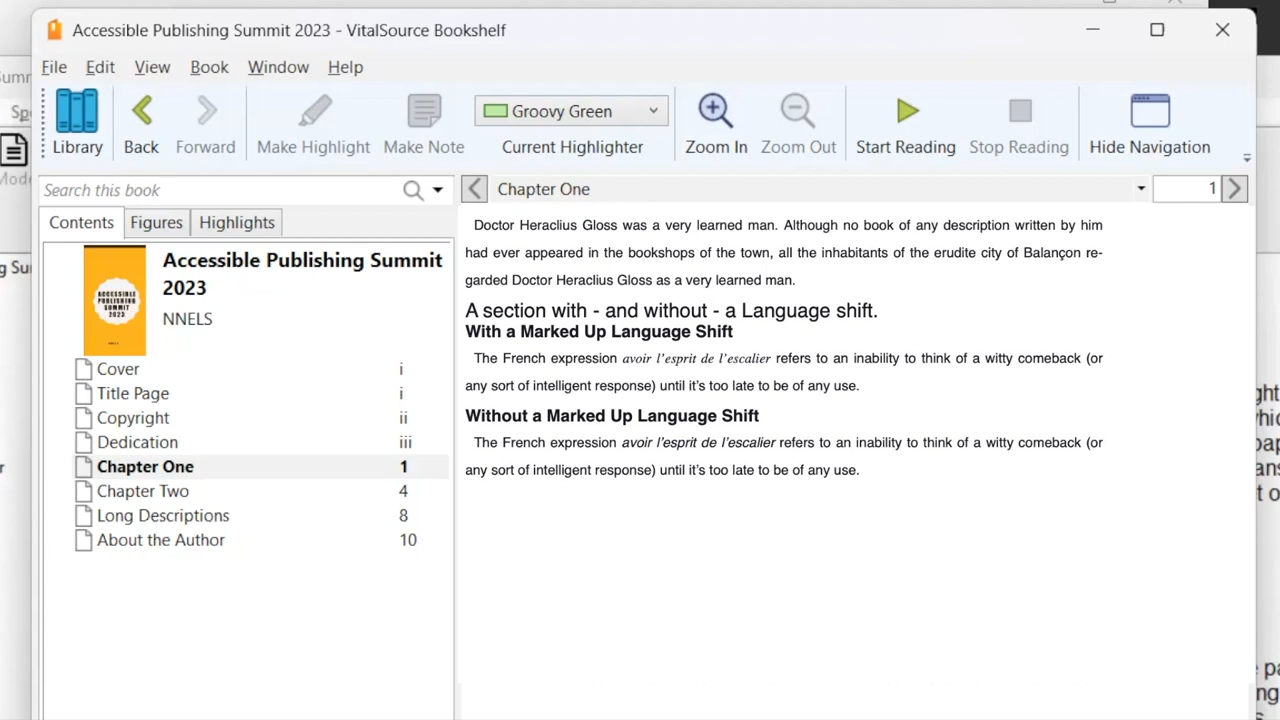 Accessible Publishing Summit 2023 - VitalSource Bookshelf
File Edit View Book Window Help
Library Back Forward Make Highlight Make Note Groovy Green Current Highlighter Zoom In Zoom Out Start Reading Stop Reading Hide Navigation
Search this book
Chapter One 1
Contents Figures Highlights
ACCESSIBLE
PUBLISHING
SUMMIT
2023
Accessible Publishing Summit
2023
NNELS
Cover i
Title Page i
Copyright ii
Dedication iii
Chapter One 1
Chapter Two 4
Long Descriptions 8
About the Author 10
Doctor Heraclius Gloss was a very learned man. Although no book of any description written by him
had ever appeared in the bookshops of the town, all the inhabitants of the erudite city of Balançon re-
garded Doctor Heraclius Gloss as a very learned man.
A section with - and without - a Language shift.
With a Marked Up Language Shift
The French expression avoir l’esprit de l’escalier refers to an inability to think of a witty comeback (or
any sort of intelligent response) until it’s too late to be of any use.
Without a Marked Up Language Shift
The French expression avoir l’esprit de l’escalier refers to an inability to think of a witty comeback (or
any sort of intelligent response) until it’s too late to be of any use.